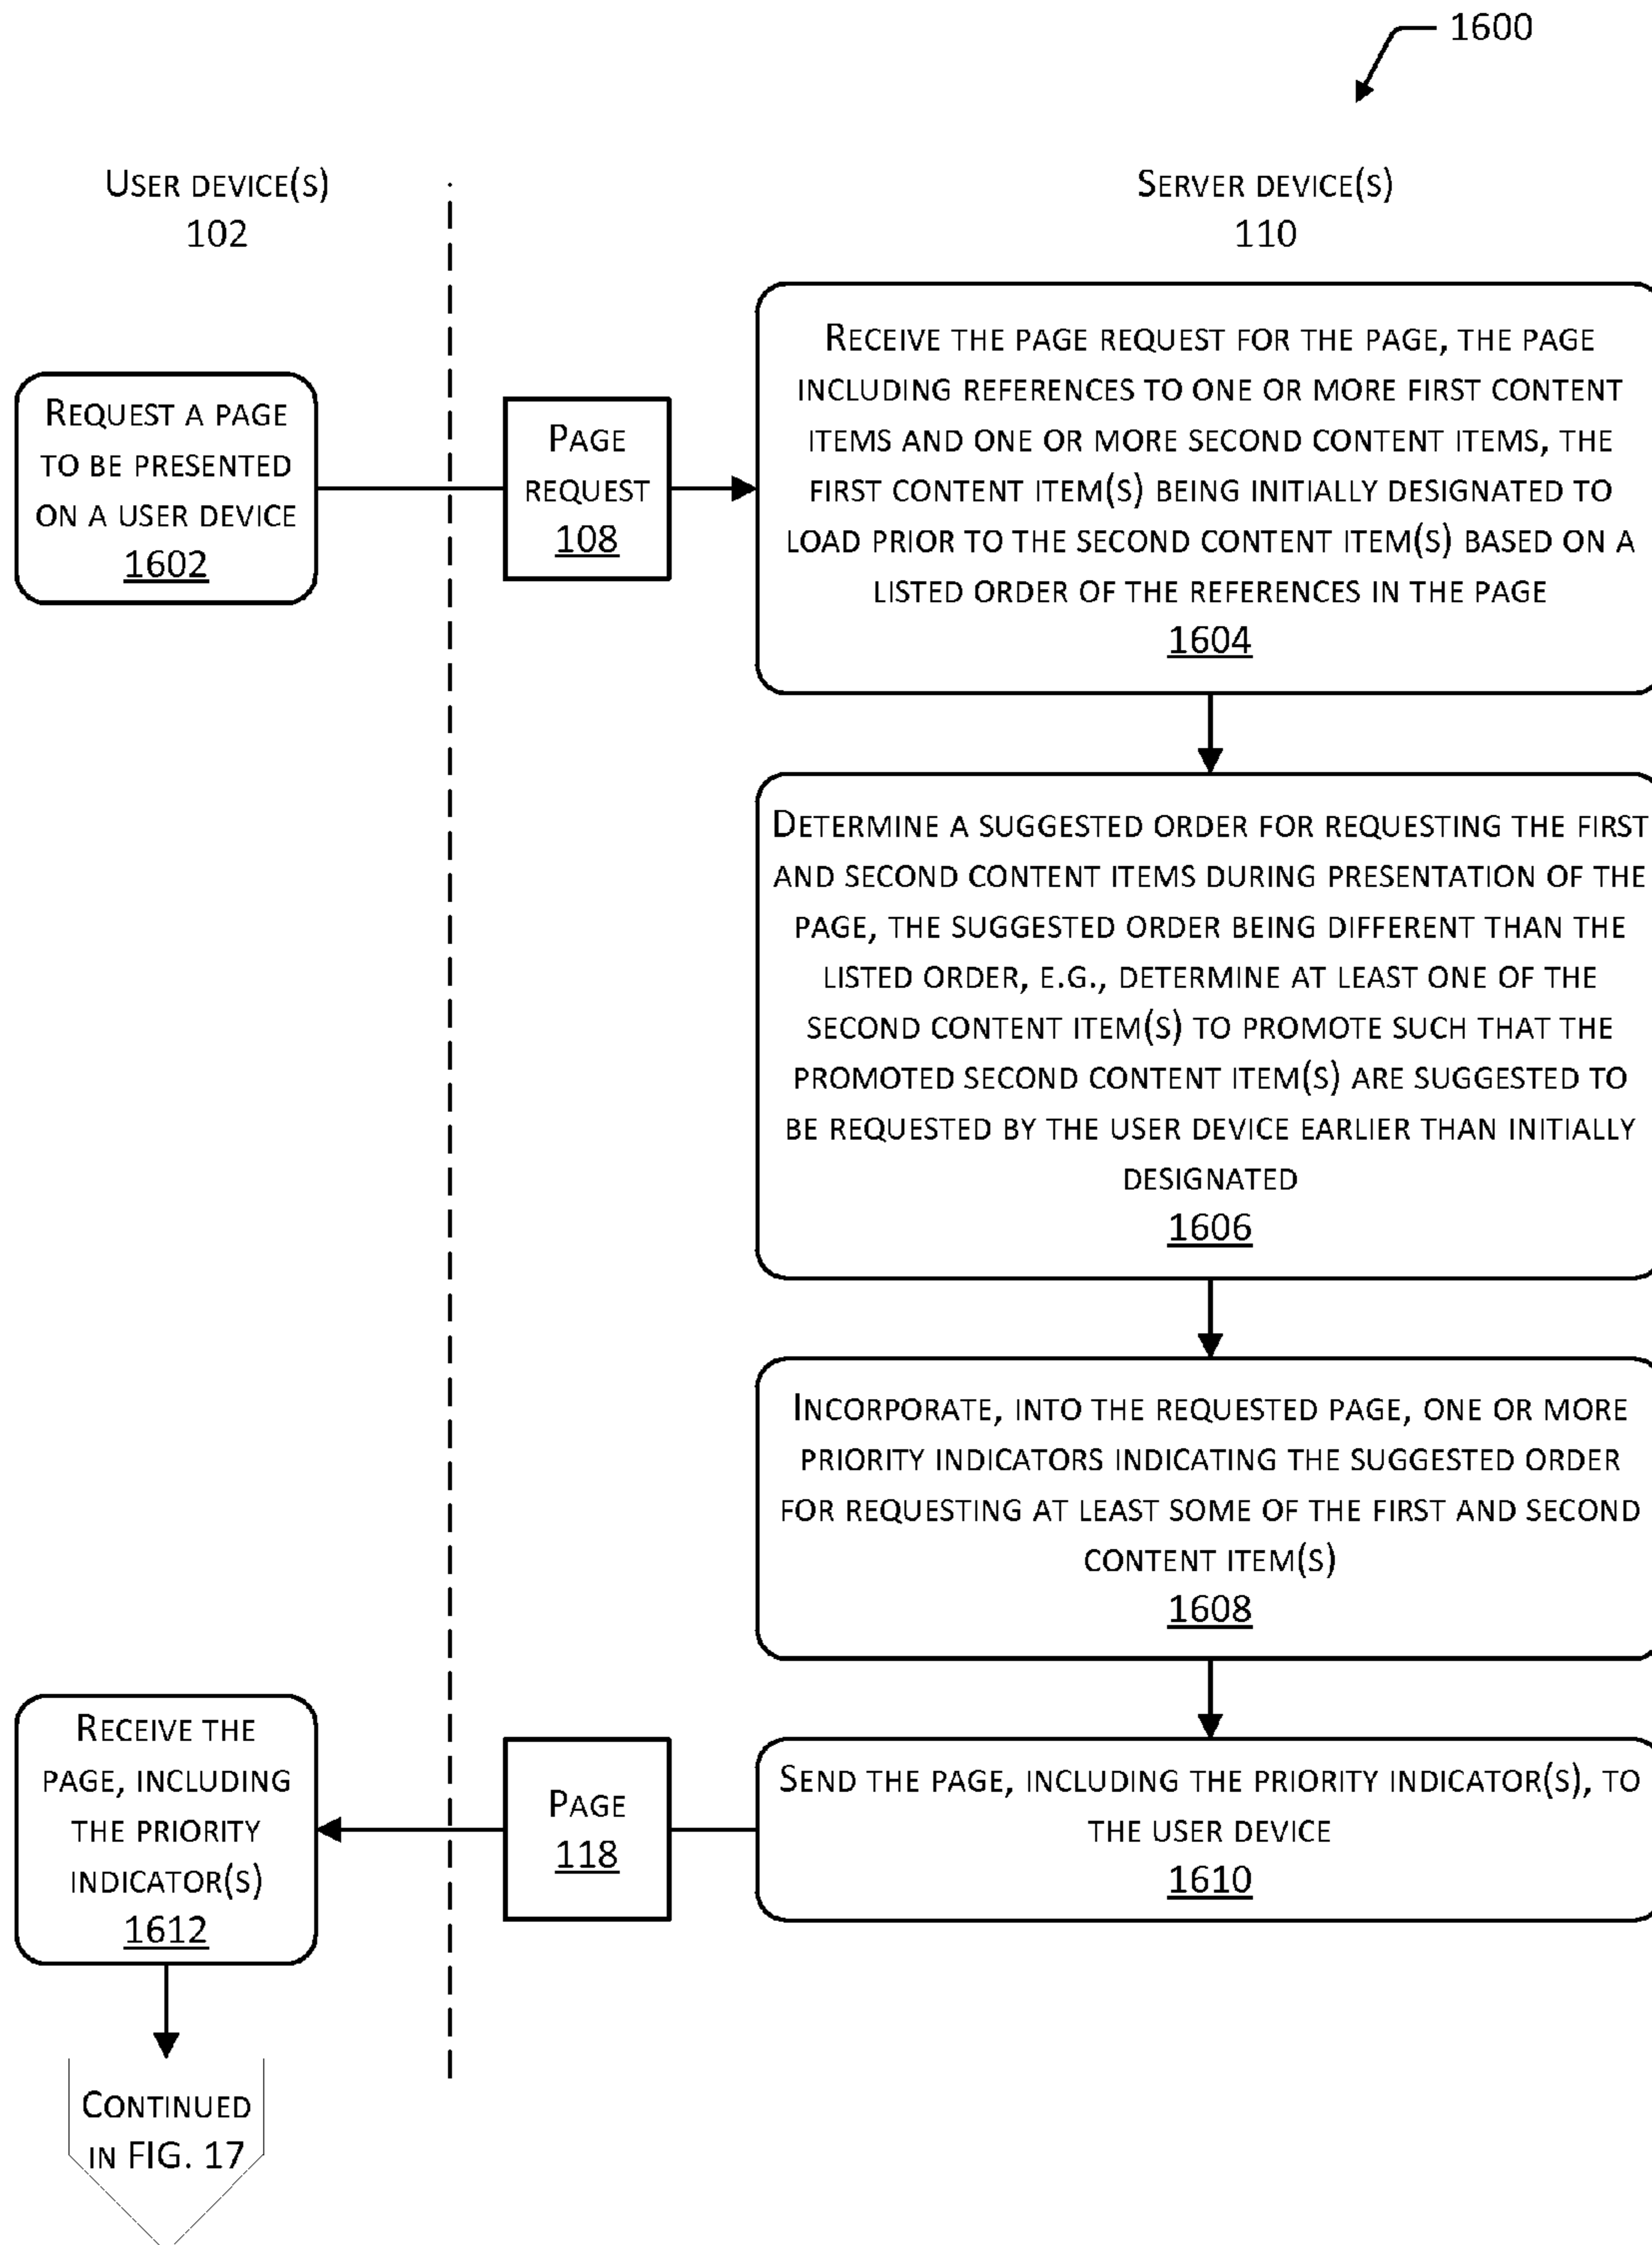 1600
User device(s)
102
Server device(s)
110
Request a page
to be presented
on a user device
1602
Page
request
108
Receive the page request for the page, the page
including references to one or more first content
items and one or more second content items, the
first content item(s) being initially designated to
load prior to the second content item(s) based on a
listed order of the references in the page
1604
Determine a suggested order for requesting the first
and second content items during presentation of the
page, the suggested order being different than the
listed order, e.g., determine at least one of the
second content item(s) to promote such that the
promoted second content item(s) are suggested to
be requested by the user device earlier than initially
designated
1606
Incorporate, into the requested page, one or more
priority indicators indicating the suggested order
for requesting at least some of the first and second
content item(s)
1608
Send the page, including the priority indicator(s), to
the user device
1610
Page
118
Receive the
page, including
the priority
indicator(s)
1612
Continued
in FIG. 17